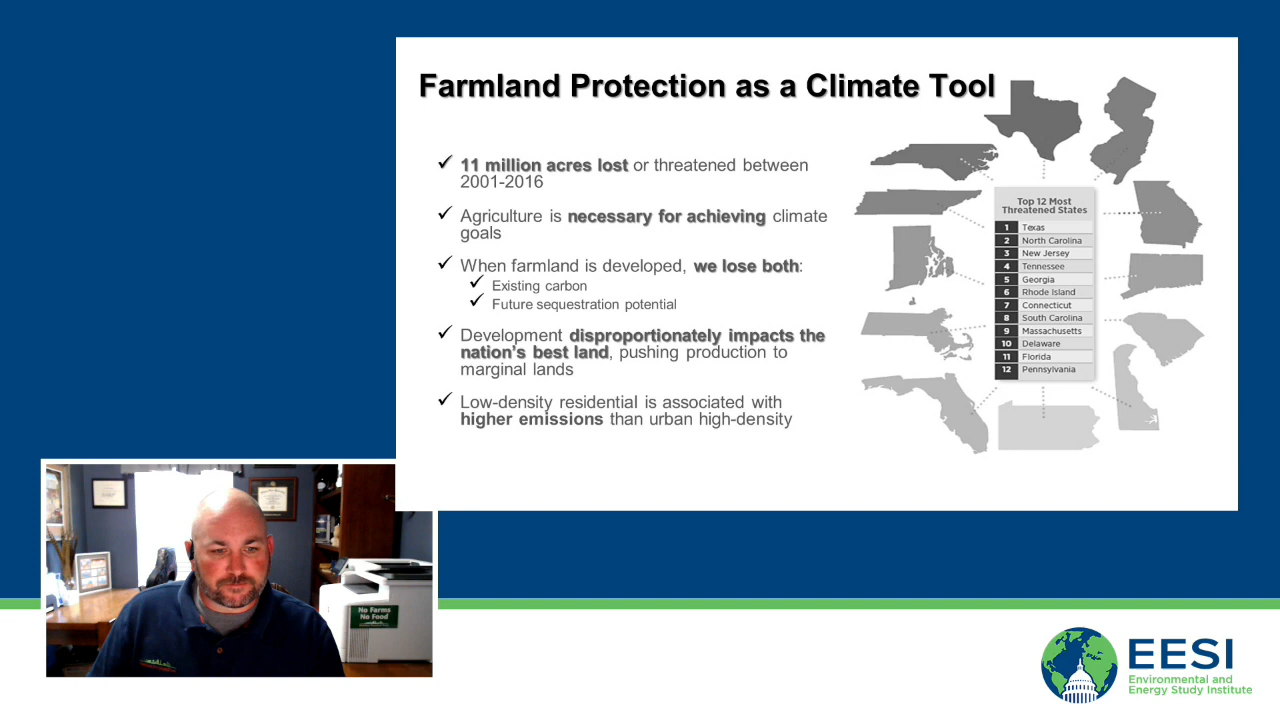 Farmland Protection as a Climate Tool
✓ 11 million acres lost or threatened between
2001-2016
✓ Agriculture is necessary for achieving climate
goals
✓ When farmland is developed, we lose both:
✓ Existing carbon
✓ Future sequestration potential
✓ Development disproportionately impacts the
nation's best land, pushing production to
marginal lands
✓ Low-density residential is associated with
higher emissions than urban high-density
Top 12 Most
Threatened States
1 Texas
2 North Carolina
3 New Jersey
4 Tennessee
5 Georgia
6 Rhode Island
7 Connecticut
8 South Carolina
9 Massachusetts
10 Delaware
11 Florida
12 Pennsylvania
No Farms
No Food
EESI
Environmental and
Energy Study Institute